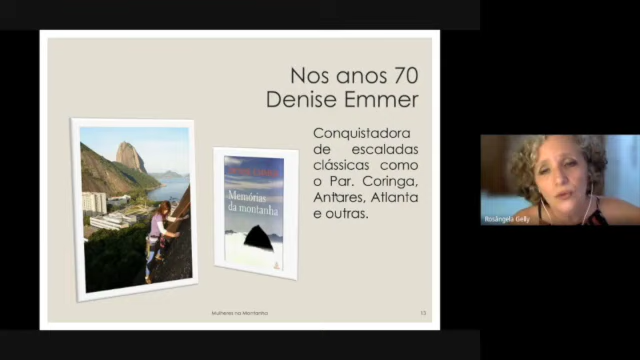 Nos anos 70
Denise Emmer
Conquistadora
de escaladas
clássicas como
o Par. Coringa,
Antares, Atlanta
e outras.
Memórias
da montanha
Mulheres na Montanha
13
Rosângela Gelly